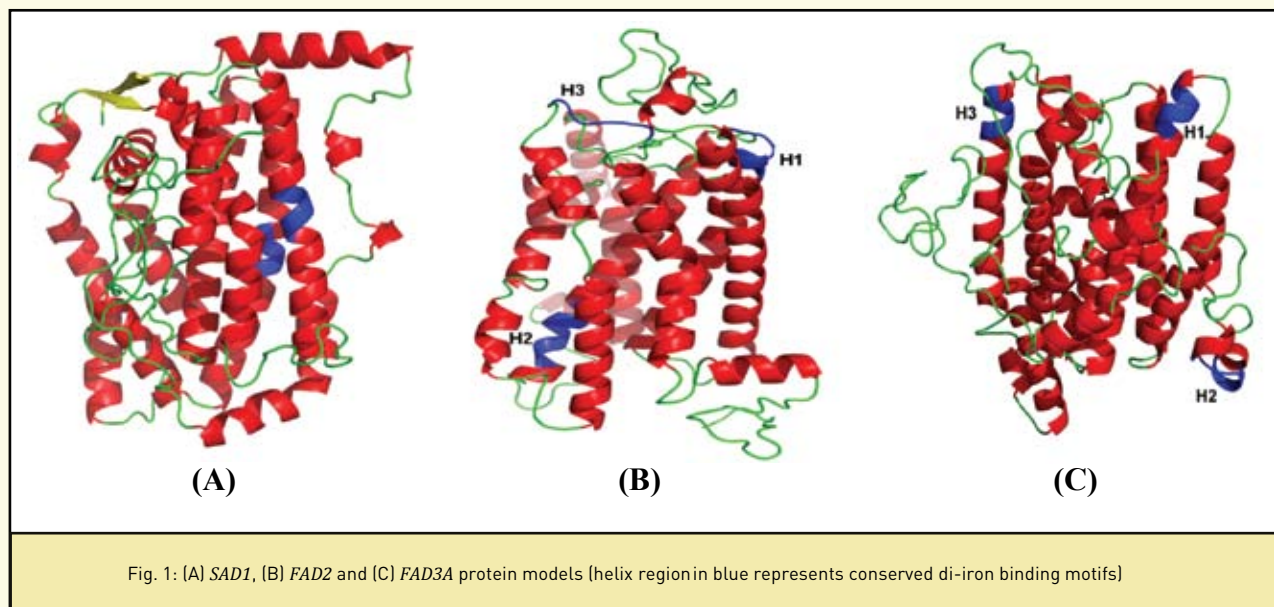 H3
H1
H2
H3
H1
H2
(A)
(B)
(C)
Fig. 1: (A) SAD1, (B) FAD2 and (C) FAD3A protein models (helix region in blue represents conserved di-iron binding motifs)